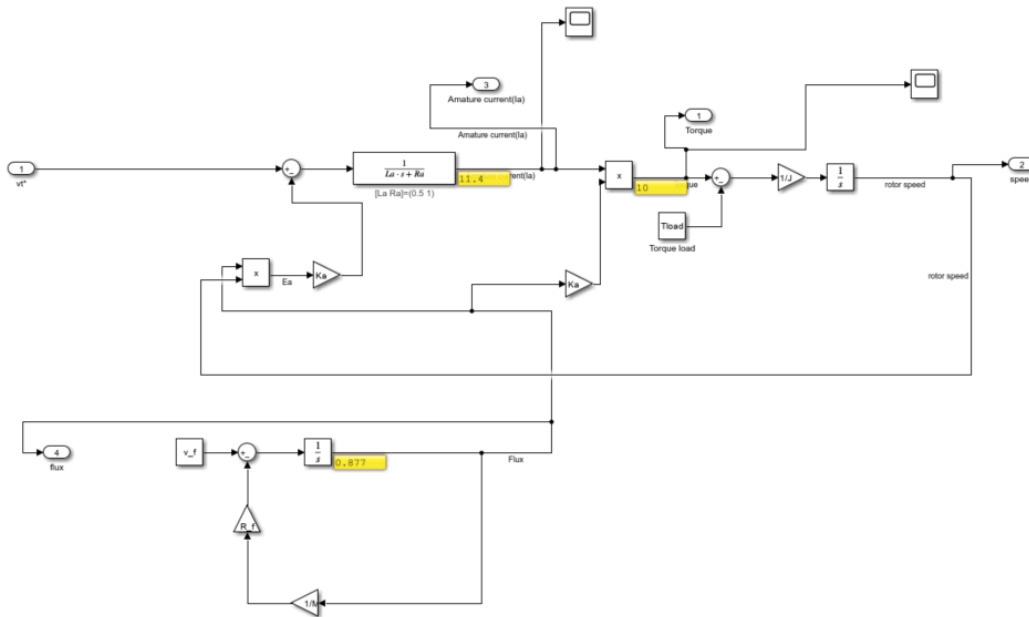 3
Amature current(Ia)
1
Torque
Amature current(Ia)
1
vt*
+
-
1
La · s + Ra
11.4
(Ia)
[La Ra]=(0.5 1)
x
10
+
-
1/J
1
s
rotor speed
2
Tload
Torque load
x
Ea
Ka
Ka
rotor speed
4
flux
v_f
+
-
1
s
0.877
Flux
R_f
1/M